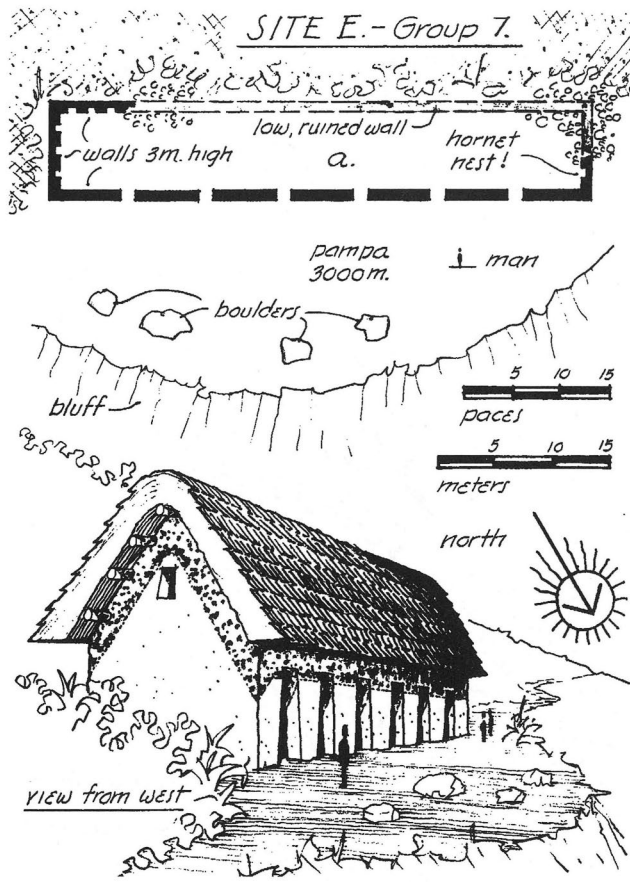 SITE E.- Group 7.
low, ruined wall
walls 3m. high
a.
hornet
nest!
pampa
3000m.
man
boulders
bluff
5 10 15
paces
5 10 15
meters
north
view from west